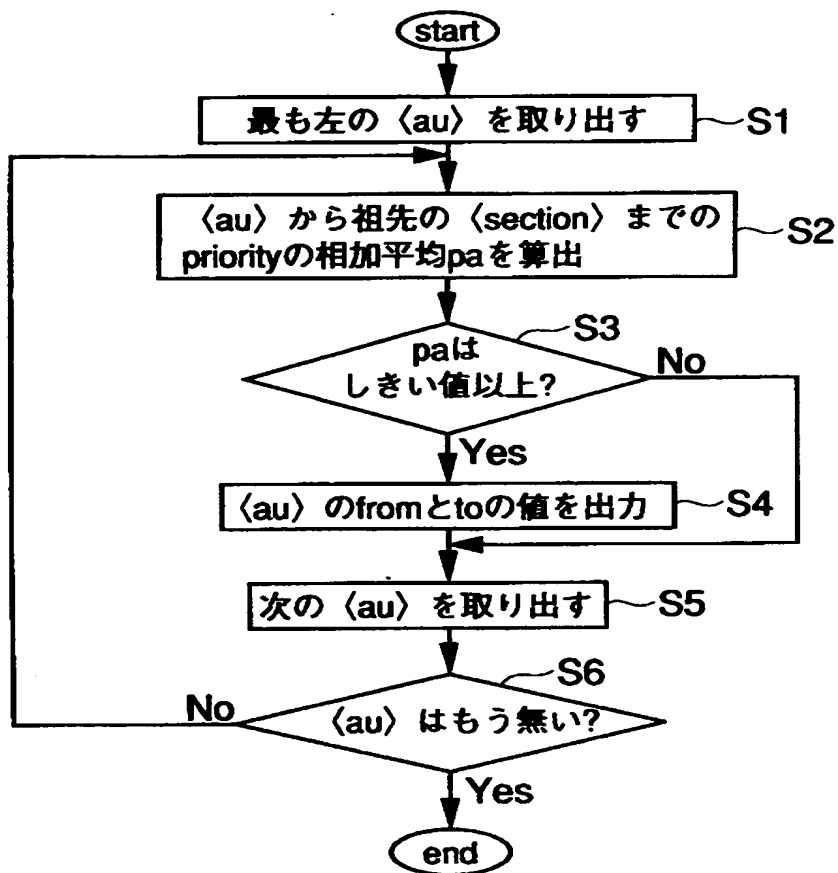 start
最も左の〈au〉を取り出す
S1
〈au〉から祖先の〈section〉までの
priorityの相加平均paを算出
S2
S3
paは
しきい値以上?
No
Yes
〈au〉のfromとtoの値を出力
S4
次の〈au〉を取り出す
S5
S6
〈au〉はもう無い?
No
Yes
end